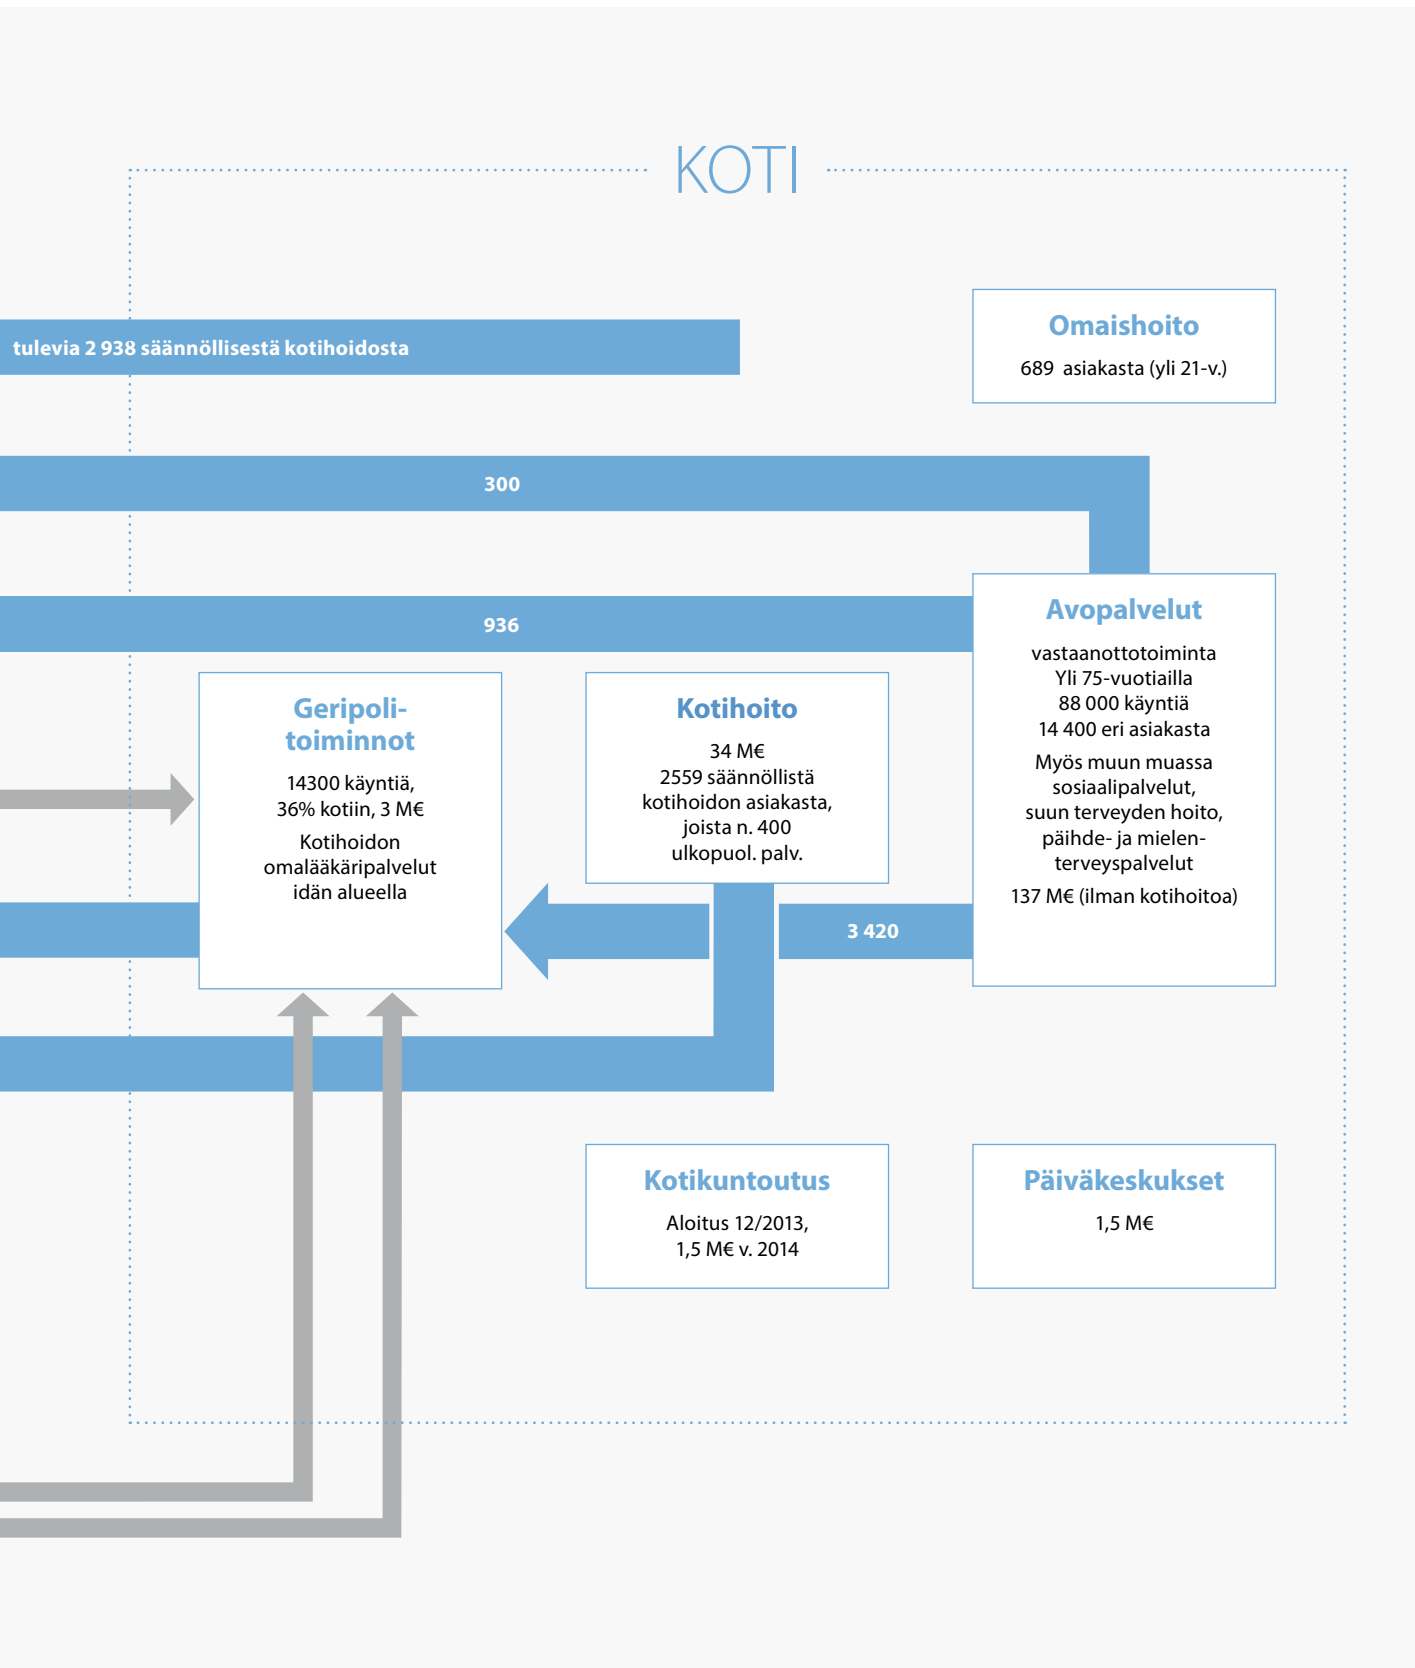 KOTI
tulevia 2 938 säännöllisestä kotihoidosta
Omaishoito
689 asiakasta (yli 21-v.)
300
936
Avopalvelut
vastaanottotoiminta
Yli 75-vuotiailla
88 000 käyntiä
14 400 eri asiakasta
Myös muun muassa
sosiaalipalvelut,
suun terveyden hoito,
päihde- ja mielen-
terveyspalvelut
137 M€ (ilman kotihoitoa)
Geripoli-
toiminnot
14300 käyntiä,
36% kotiin, 3 M€
Kotihoidon
omalääkäripalvelut
idän alueella
Kotihoito
34 M€
2559 säännöllistä
kotihoidon asiakasta,
joista n. 400
ulkopuol. palv.
3 420
Kotikuntoutus
Aloitus 12/2013,
1,5 M€ v. 2014
Päiväkeskukset
1,5 M€